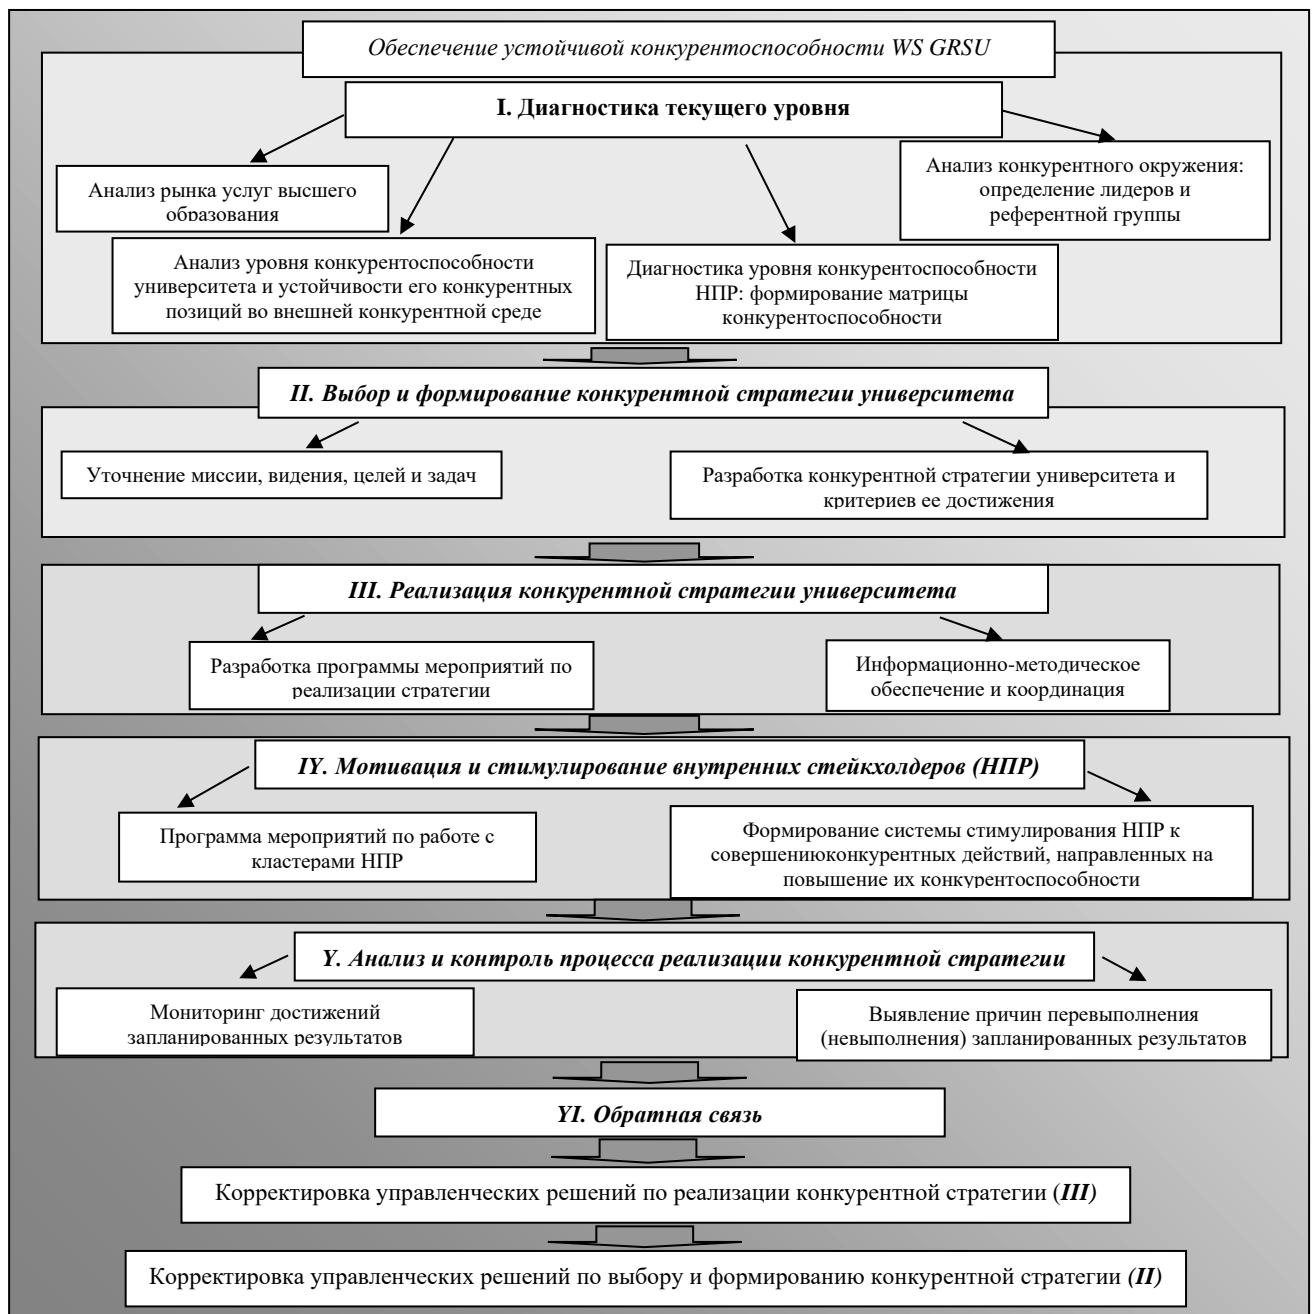 Обеспечение устойчивой конкурентоспособности WS GRSU
I. Диагностика текущего уровня
Анализ рынка услуг высшего
образования
Анализ конкурентного окружения:
определение лидеров и
референтной группы
Анализ уровня конкурентоспособности
университета и устойчивости его конкурентных
позиций во внешней конкурентной среде
Диагностика уровня конкурентоспособности
НПР: формирование матрицы
конкурентоспособности
II. Выбор и формирование конкурентной стратегии университета
Уточнение миссии, видения, целей и задач
Разработка конкурентной стратегии университета и
критериев ее достижения
III. Реализация конкурентной стратегии университета
Разработка программы мероприятий по
реализации стратегии
Информационно-методическое
обеспечение и координация
IY. Мотивация и стимулирование внутренних стейкхолдеров (НПР)
Программа мероприятий по работе с
кластерами НПР
Формирование системы стимулирования НПР к
совершениюконкурентных действий, направленных на
повышение их конкурентоспособности
Y. Анализ и контроль процесса реализации конкурентной стратегии
Мониторинг достижений
запланированных результатов
Выявление причин перевыполнения
(невыполнения) запланированных результатов
YI. Обратная связь
Корректировка управленческих решений по реализации конкурентной стратегии (III)
Корректировка управленческих решений по выбору и формированию конкурентной стратегии (II)